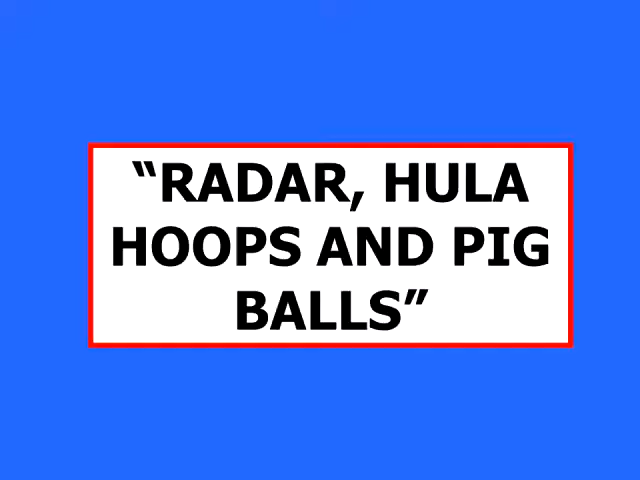 “RADAR, HULA
HOOPS AND PIG
BALLS”